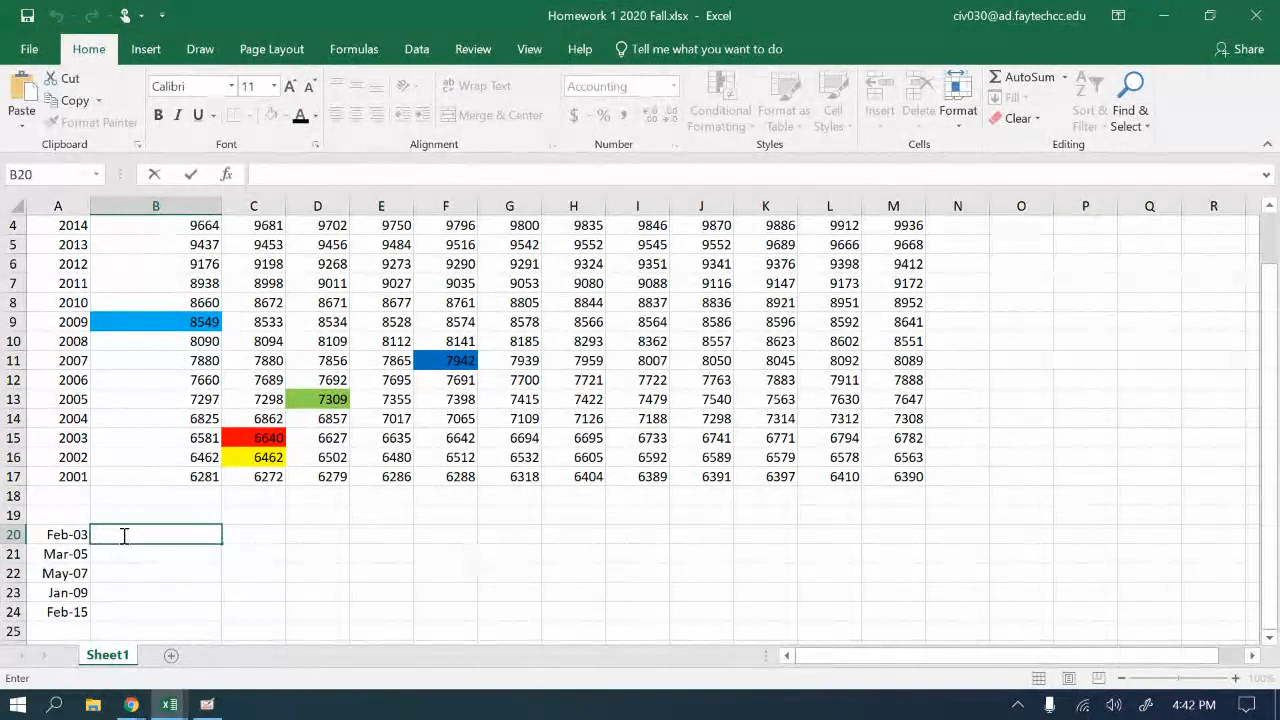 Homework 1 2020 Fall.xlsx - Excel
civ030@ad.faytechcc.edu
File Home Insert Draw Page Layout Formulas Data Review View Help Tell me what you want to do Share
Paste
Cut
Copy
Format Painter
Clipboard
Calibri 11
B I U A
Font
Wrap Text
Merge & Center
Alignment
Accounting
$ % ,
Number
Conditional Formatting
Format as Table
Cell Styles
Styles
Insert Delete Format
Cells
AutoSum
Fill
Clear
Sort & Filter
Find & Select
Editing
B20 fx
A B C D E F G H I J K L M N O P Q R
4 2014 9664 9681 9702 9750 9796 9800 9835 9846 9870 9886 9912 9936
5 2013 9437 9453 9456 9484 9516 9542 9552 9545 9552 9689 9666 9668
6 2012 9176 9198 9268 9273 9290 9291 9324 9351 9341 9376 9398 9412
7 2011 8938 8998 9011 9027 9035 9053 9080 9088 9116 9147 9173 9172
8 2010 8660 8672 8671 8677 8761 8805 8844 8837 8836 8921 8951 8952
9 2009 8549 8533 8534 8528 8574 8578 8566 8564 8586 8596 8592 8641
10 2008 8090 8094 8109 8112 8141 8185 8293 8362 8557 8623 8602 8551
11 2007 7880 7880 7856 7865 7942 7939 7959 8007 8050 8045 8092 8089
12 2006 7660 7689 7692 7695 7691 7700 7721 7722 7763 7883 7911 7888
13 2005 7297 7298 7309 7355 7398 7415 7422 7479 7540 7563 7630 7647
14 2004 6825 6862 6857 7017 7065 7109 7126 7188 7298 7314 7312 7308
15 2003 6581 6640 6627 6635 6642 6694 6695 6733 6741 6771 6794 6782
16 2002 6462 6462 6502 6480 6512 6532 6605 6592 6589 6579 6578 6563
17 2001 6281 6272 6279 6286 6288 6318 6404 6389 6391 6397 6410 6390
18
19
20 Feb-03
21 Mar-05
22 May-07
23 Jan-09
24 Feb-15
25
Sheet1
Enter
100%
4:42 PM